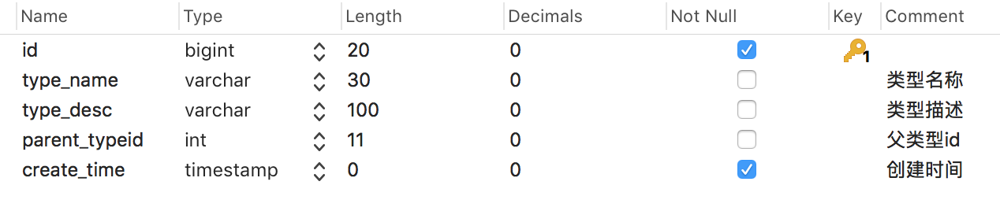 Name Type Length Decimals Not Null Key Comment
id bigint 20 0 1
type_name varchar 30 0 类型名称
type_desc varchar 100 0 类型描述
parent_typeid int 11 0 父类型id
create_time timestamp 0 0 创建时间